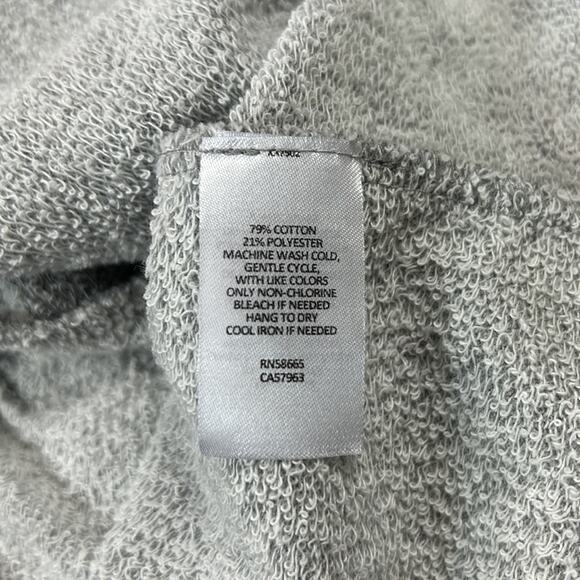 79% COTTON
21% POLYESTER
MACHINE WASH COLD,
GENTLE CYCLE,
WITH LIKE COLORS
ONLY NON-CHLORINE
BLEACH IF NEEDED
HANG TO DRY
COOL IRON IF NEEDED
RN58665
CA57963